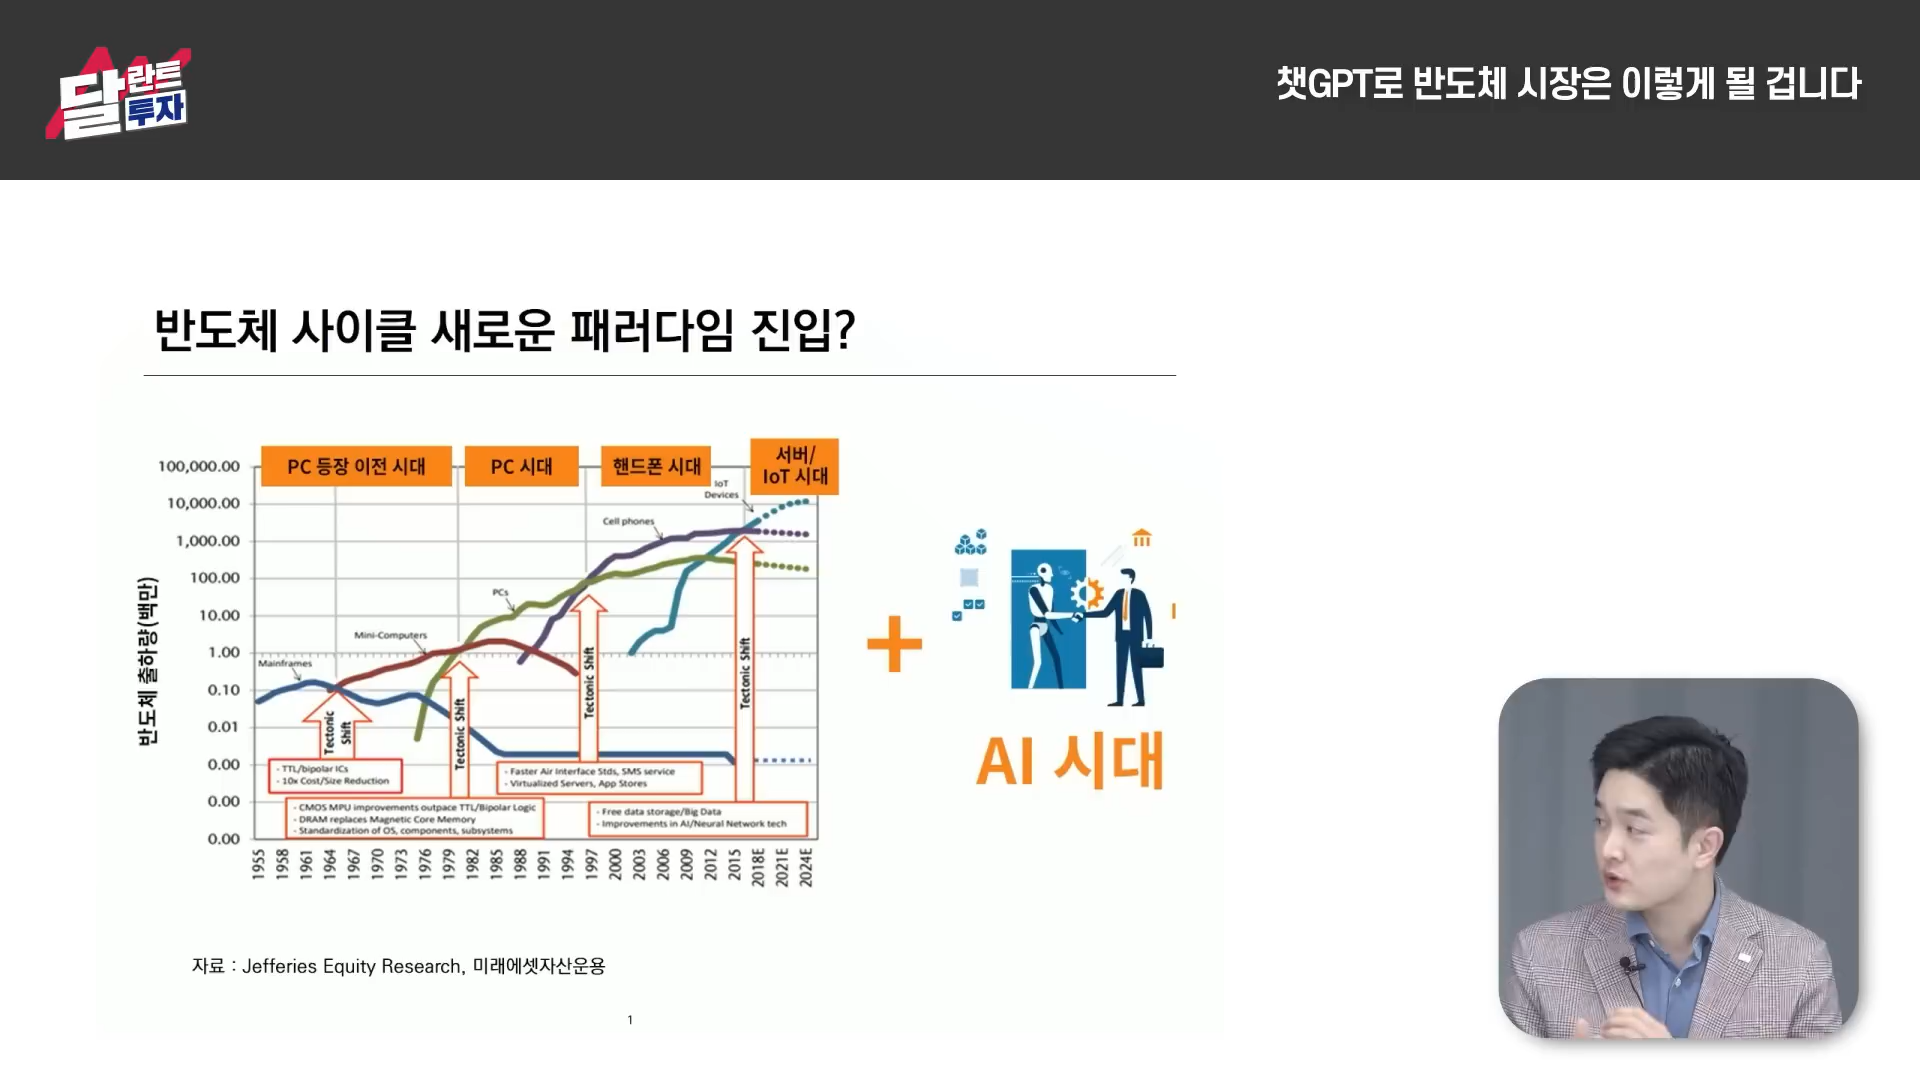 달란트
투자
챗GPT로 반도체 시장은 이렇게 될 겁니다
반도체 사이클 새로운 패러다임 진입?
PC 등장 이전 시대
PC 시대
핸드폰 시대
서버/
IoT 시대
반도체 출하량(백만)
100,000.00
10,000.00
1,000.00
100.00
10.00
1.00
0.10
0.01
0.00
0.00
0.00
IoT
Devices
Cell phones
PCs
Mini-Computers
Mainframes
Tectonic
Shift
Tectonic Shift
Tectonic Shift
Tectonic Shift
- TTL/bipolar ICs
- 10x Cost/Size Reduction
- Faster Air Interface Stds, SMS service
- Virtualized Servers, App Stores
- CMOS MPU improvements outpace TTL/Bipolar Logic
- DRAM replaces Magnetic Core Memory
- Standardization of OS, components, subsystems
- Free data storage/Big Data
- Improvements in AI/Neural Network tech
1955 1958 1961 1964 1967 1970 1973 1976 1979 1982 1985 1988 1991 1994 1997 2000 2003 2006 2009 2012 2015 2018E 2021E 2024E
+
AI 시대
자료 : Jefferies Equity Research, 미래에셋자산운용
1